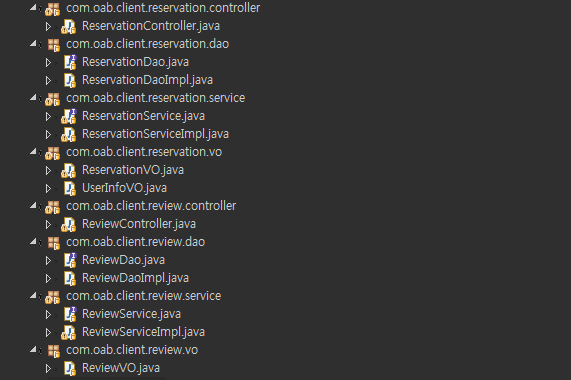 com.oab.client.reservation.controller
ReservationController.java
com.oab.client.reservation.dao
ReservationDao.java
ReservationDaoImpl.java
com.oab.client.reservation.service
ReservationService.java
ReservationServiceImpl.java
com.oab.client.reservation.vo
ReservationVO.java
UserInfoVO.java
com.oab.client.review.controller
ReviewController.java
com.oab.client.review.dao
ReviewDao.java
ReviewDaoImpl.java
com.oab.client.review.service
ReviewService.java
ReviewServiceImpl.java
com.oab.client.review.vo
ReviewVO.java